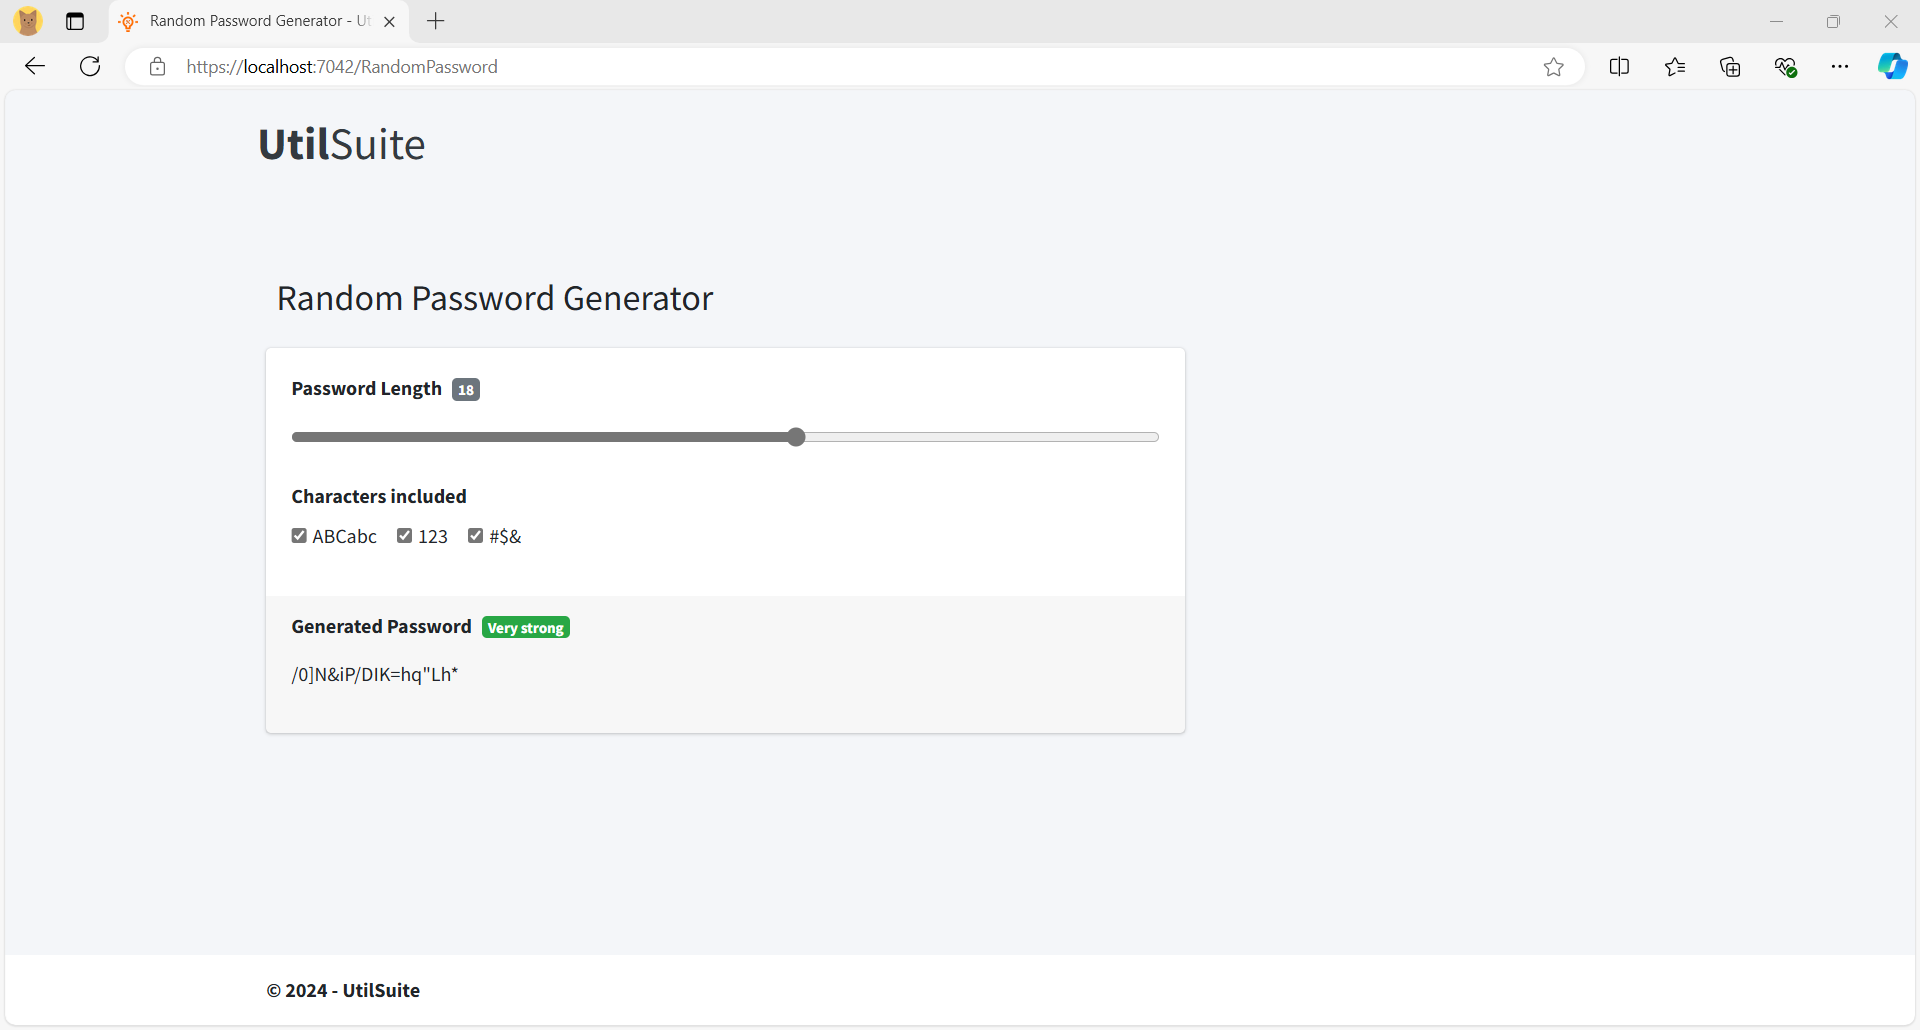 Random Password Generator - Ut
https://localhost:7042/RandomPassword
UtilSuite
Random Password Generator
Password Length 18
Characters included
ABCabc 123 #$&
Generated Password Very strong
/0]N&iP/DIK=hq"Lh*
© 2024 - UtilSuite